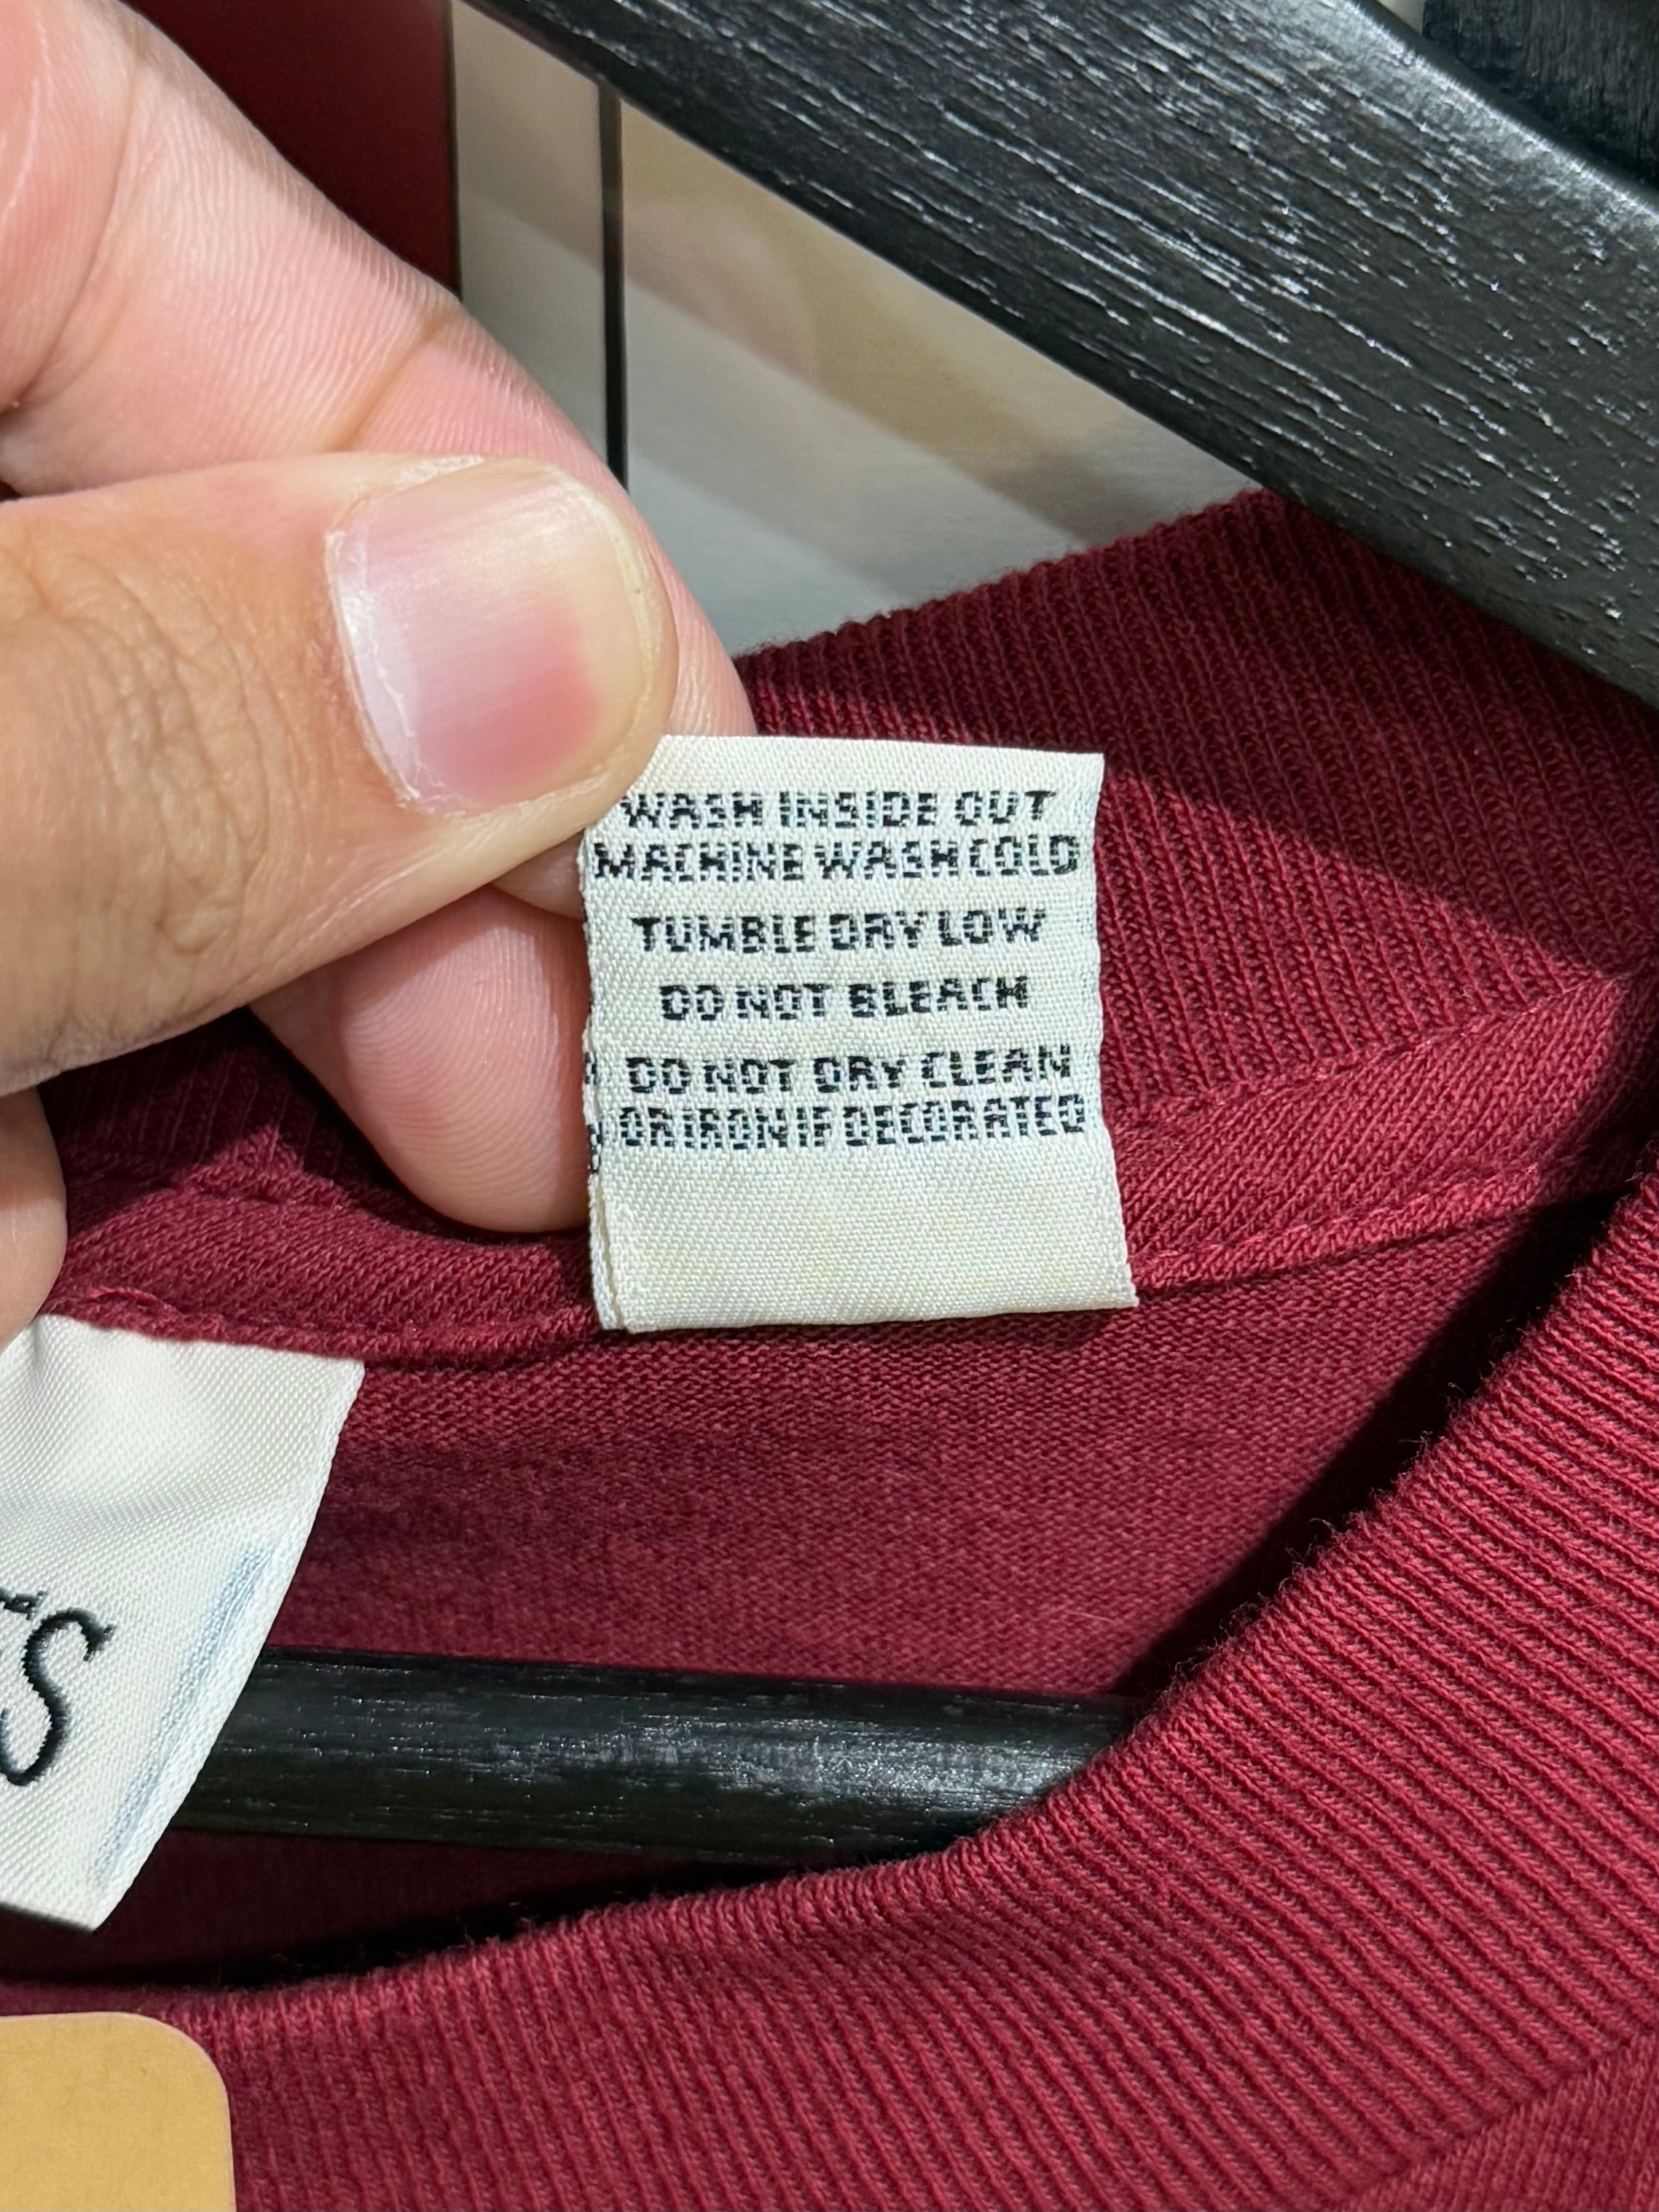 WASH INSIDE OUT
MACHINE WASH COLD
TUMBLE DRY LOW
DO NOT BLEACH
DO NOT DRY CLEAN
OR IRON IF DECORATED
S